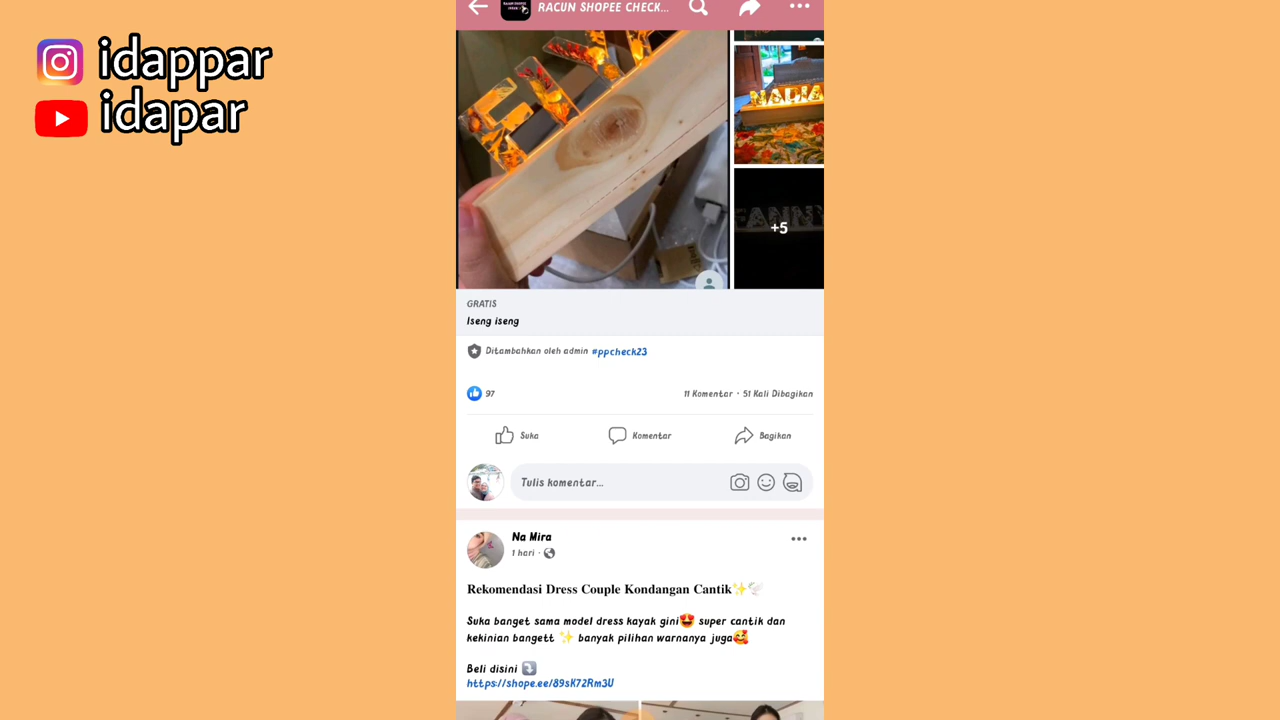 idappar
idapar
RACUN SHOPEE CHECK...
NADIA
FANNY
+5
GRATIS
Iseng iseng
Ditambahkan oleh admin #ppcheck23
97
11 Komentar · 51 Kali Dibagikan
Suka
Komentar
Bagikan
Tulis komentar...
Na Mira
1 hari ·
Rekomendasi Dress Couple Kondangan Cantik✨🕊️
Suka banget sama model dress kayak gini😍 super cantik dan
kekinian bangett ✨ banyak pilihan warnanya juga🥰
Beli disini ⤵️
https://shope.ee/89sK72Rm3U